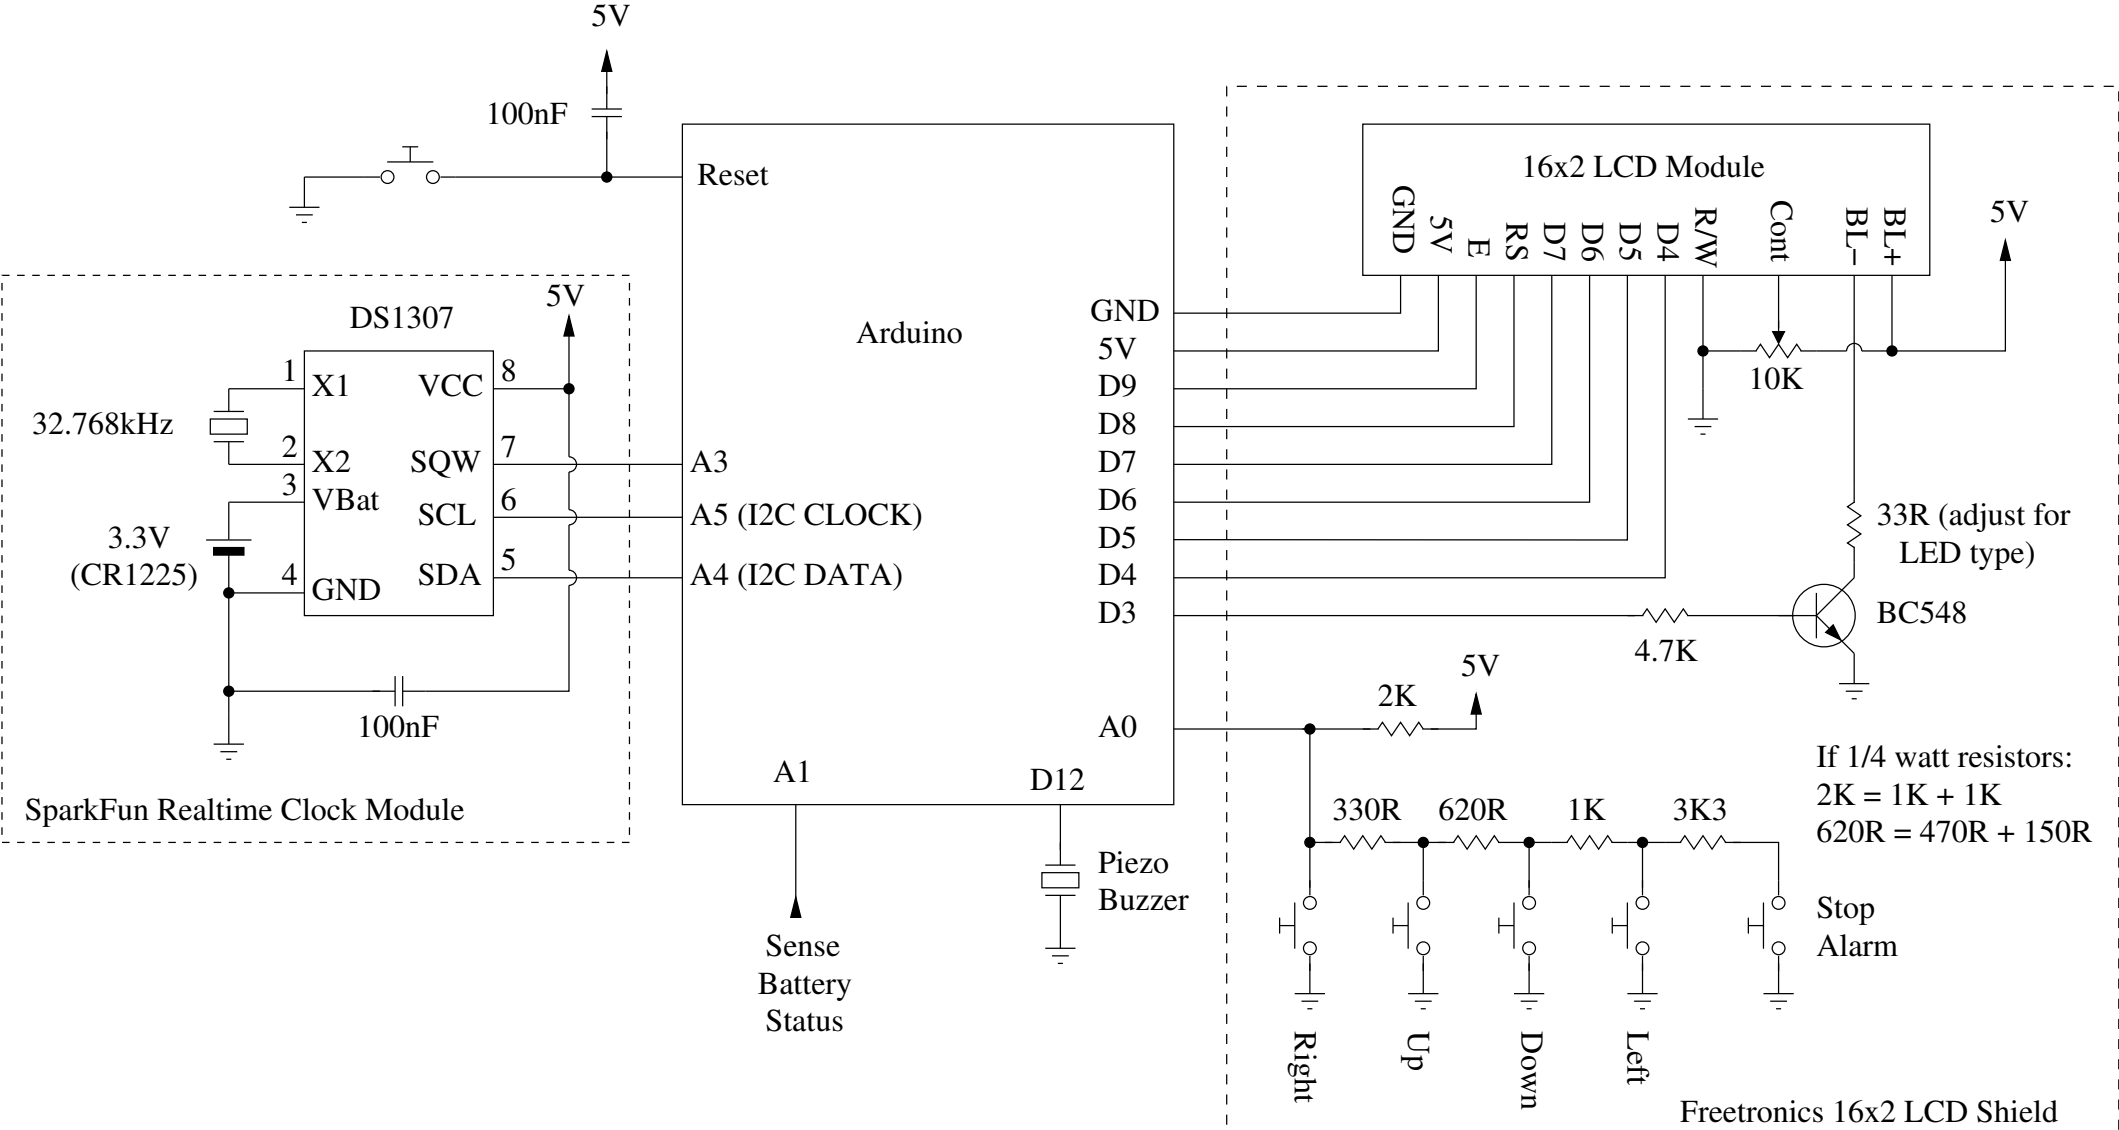 5V
100nF
Reset
Arduino
16x2 LCD Module
GND
5V
E
RS
D7
D6
D5
D4
R/W
Cont
BL−
BL+
5V
10K
5V
DS1307
1
X1
VCC
8
32.768kHz
2
X2
SQW
7
3
VBat
SCL
6
3.3V
(CR1225)
4
GND
SDA
5
100nF
SparkFun Realtime Clock Module
A3
A5 (I2C CLOCK)
A4 (I2C DATA)
GND
5V
D9
D8
D7
D6
D5
D4
D3
A0
A1
D12
33R (adjust for
LED type)
BC548
4.7K
5V
2K
If 1/4 watt resistors:
2K = 1K + 1K
620R = 470R + 150R
330R
620R
1K
3K3
Piezo
Buzzer
Sense
Battery
Status
Stop
Alarm
Right
Up
Down
Left
Freetronics 16x2 LCD Shield